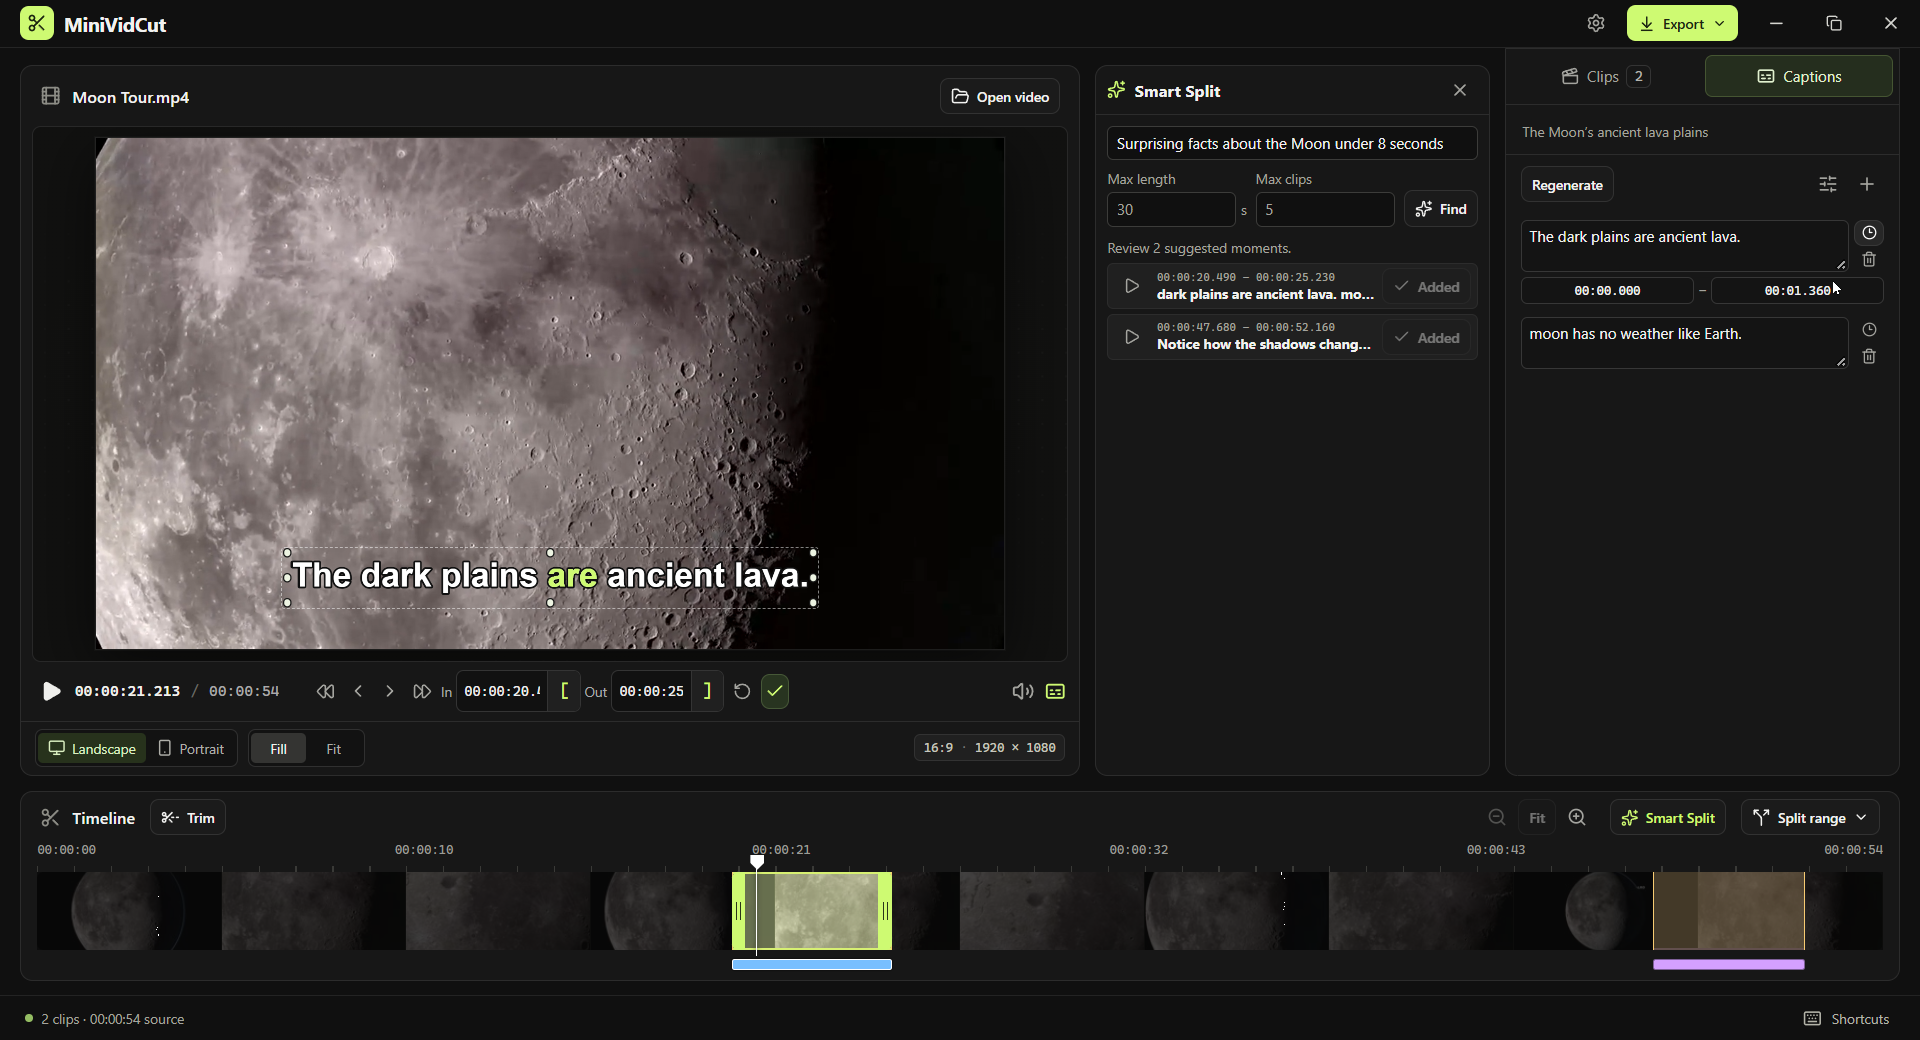 MiniVidCut
Export
Moon Tour.mp4
Open video
The dark plains are ancient lava.
00:00:21.213 / 00:00:54
In 00:00:20.4 [
Out 00:00:25 ]
Landscape
Portrait
Fill
Fit
16:9 · 1920 × 1080
Smart Split
Surprising facts about the Moon under 8 seconds
Max length
Max clips
30 s
5
Find
Review 2 suggested moments.
00:00:20.490 – 00:00:25.230
dark plains are ancient lava. mo...
Added
00:00:47.680 – 00:00:52.160
Notice how the shadows chang...
Added
Clips 2
Captions
The Moon's ancient lava plains
Regenerate
The dark plains are ancient lava.
00:00.000 – 00:01.360
moon has no weather like Earth.
Timeline
Trim
Fit
Smart Split
Split range
00:00:00
00:00:10
00:00:21
00:00:32
00:00:43
00:00:54
2 clips · 00:00:54 source
Shortcuts